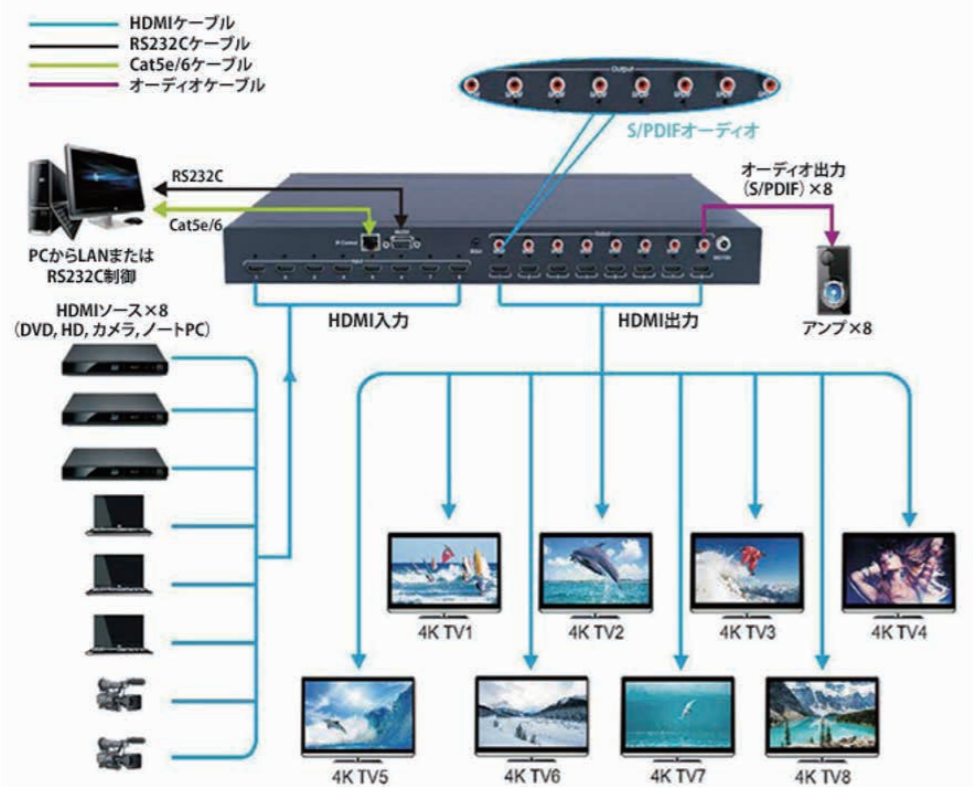 HDMIケーブル
RS232Cケーブル
Cat5e/6ケーブル
オーディオケーブル
Output
S/PDIFオーディオ
オーディオ出力
(S/PDIF)×8
RS232C
Cat5e/6
PCからLANまたは
RS232C制御
HDMI入力
HDMI出力
アンプ×8
HDMIソース×8
(DVD, HD, カメラ, ノートPC)
4K TV1
4K TV2
4K TV3
4K TV4
4K TV5
4K TV6
4K TV7
4K TV8